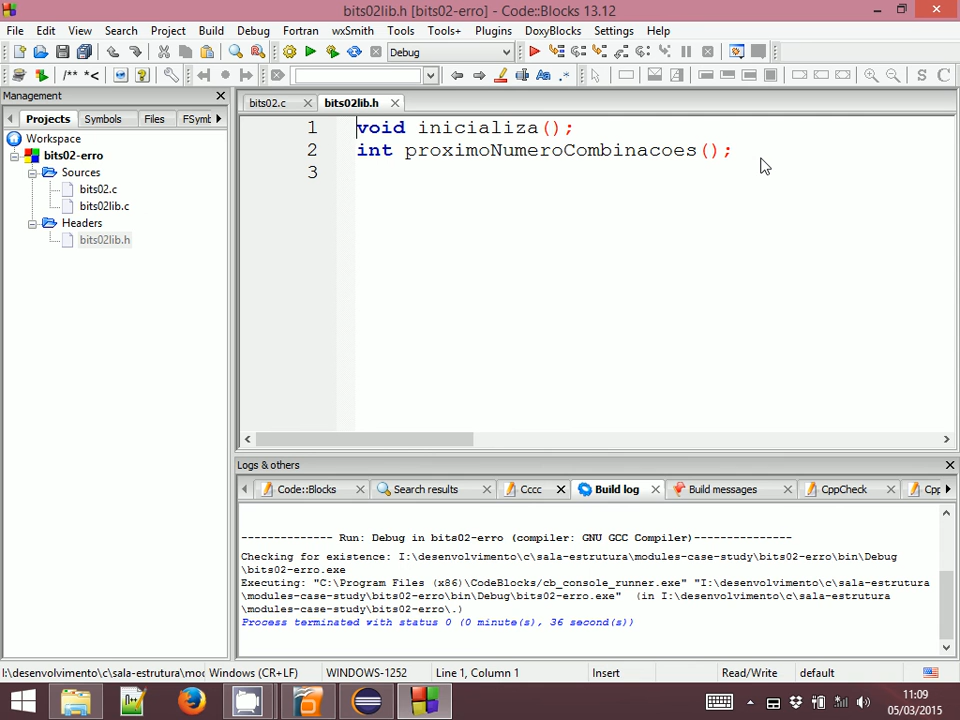 bits02lib.h [bits02-erro] - Code::Blocks 13.12
File Edit View Search Project Build Debug Fortran wxSmith Tools Tools+ Plugins DoxyBlocks Settings Help
Debug
/** *<
Management
Projects Symbols Files FSymb
Workspace
bits02-erro
Sources
bits02.c
bits02lib.c
Headers
bits02lib.h
bits02.c bits02lib.h
1 void inicializa();
2 int proximoNumeroCombinacoes();
3
Logs & others
Code::Blocks Search results Cccc Build log Build messages CppCheck Cpp
-------------- Run: Debug in bits02-erro (compiler: GNU GCC Compiler)---------------
Checking for existence: I:\desenvolvimento\c\sala-estrutura\modules-case-study\bits02-erro\bin\Debug
\bits02-erro.exe
Executing: "C:\Program Files (x86)\CodeBlocks/cb_console_runner.exe" "I:\desenvolvimento\c\sala-estrutura
\modules-case-study\bits02-erro\bin\Debug\bits02-erro.exe"  (in I:\desenvolvimento\c\sala-estrutura
\modules-case-study\bits02-erro\.)
Process terminated with status 0 (0 minute(s), 36 second(s))
I:\desenvolvimento\c\sala-estrutura\mod Windows (CR+LF) WINDOWS-1252 Line 1, Column 1 Insert Read/Write default
11:09
05/03/2015